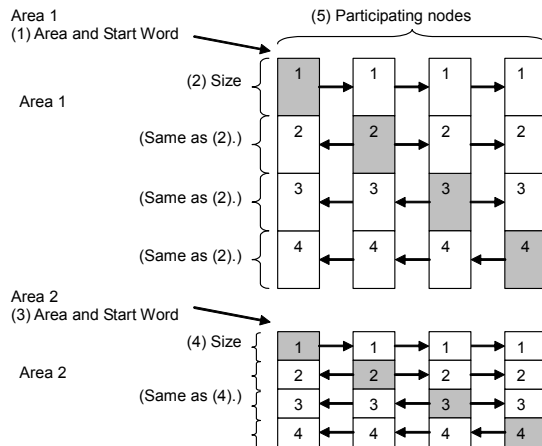 Area 1
(1) Area and Start Word
(5) Participating nodes
(2) Size
1 1 1 1
Area 1
(Same as (2).)
2 2 2 2
(Same as (2).)
3 3 3 3
(Same as (2).)
4 4 4 4
Area 2
(3) Area and Start Word
(4) Size
1 1 1 1
Area 2
2 2 2 2
(Same as (4).)
3 3 3 3
4 4 4 4